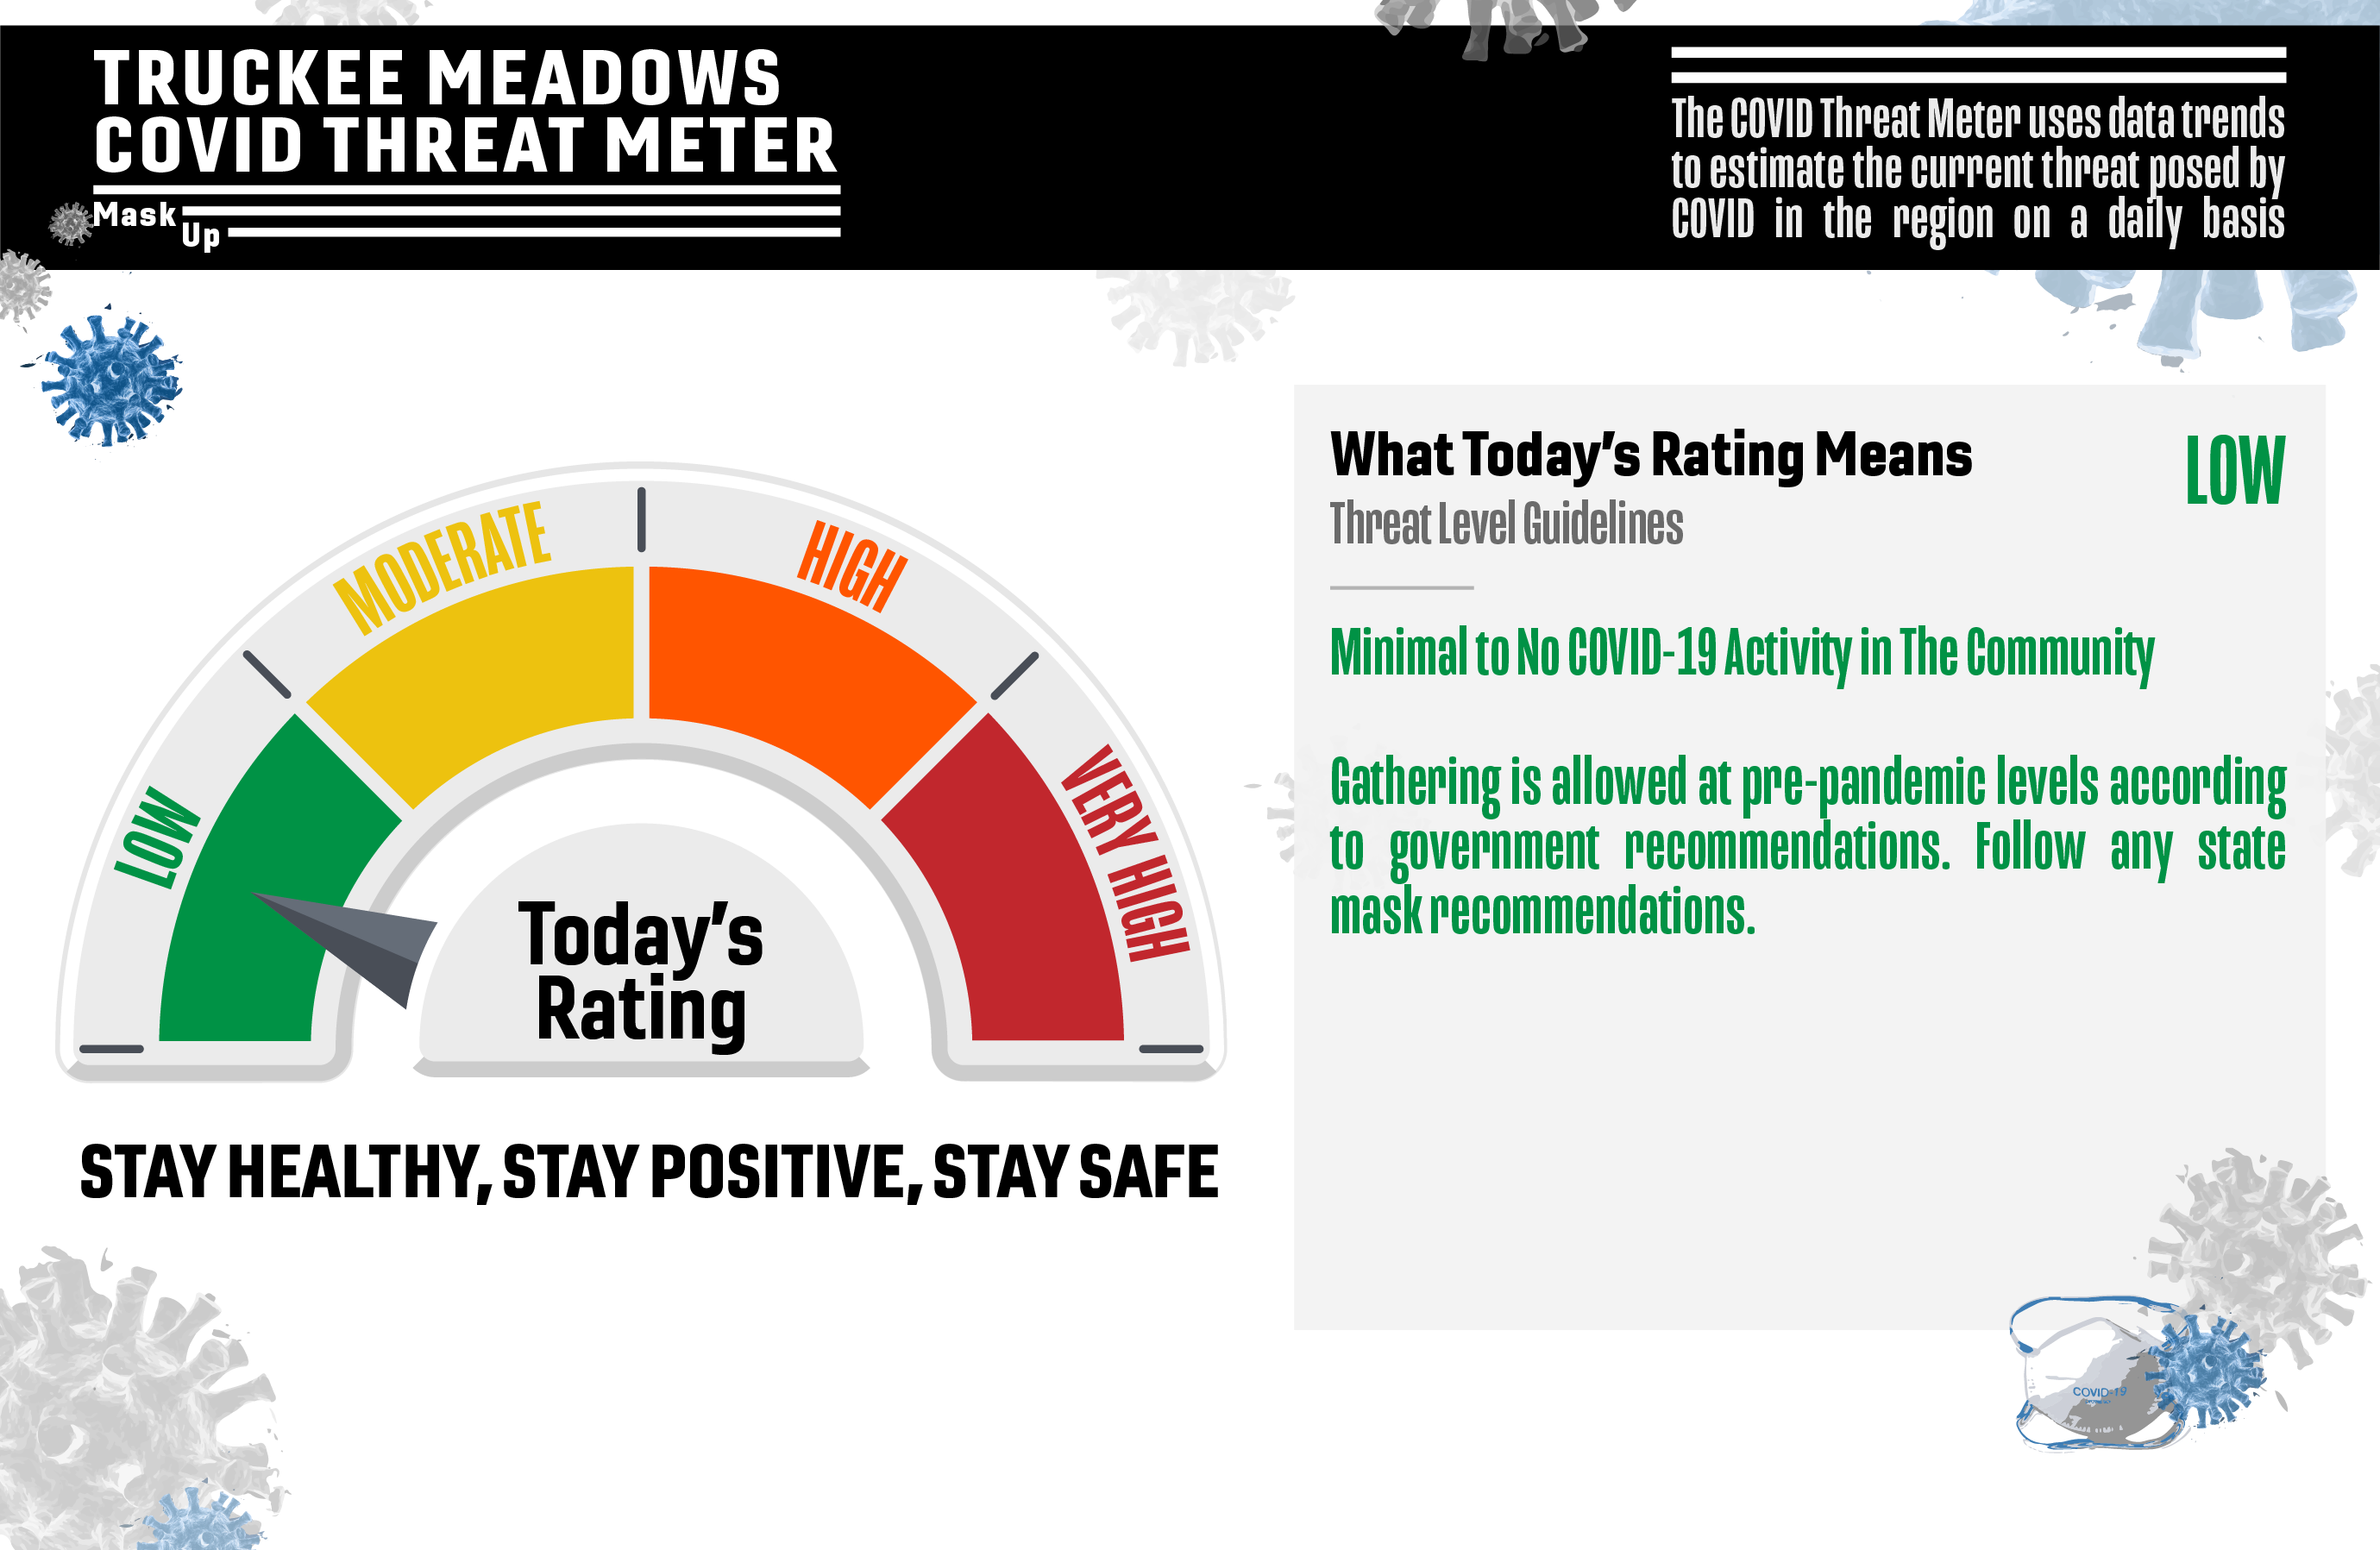 TRUCKEE MEADOWS
COVID THREAT METER
Mask
Up
The COVID Threat Meter uses data trends
to estimate the current threat posed by
COVID in the region on a daily basis
LOW
MODERATE
HIGH
VERY HIGH
Today's
Rating
STAY HEALTHY, STAY POSITIVE, STAY SAFE
What Today's Rating Means
LOW
Threat Level Guidelines
Minimal to No COVID-19 Activity in The Community
Gathering is allowed at pre-pandemic levels according
to government recommendations. Follow any state
mask recommendations.
COVID-19